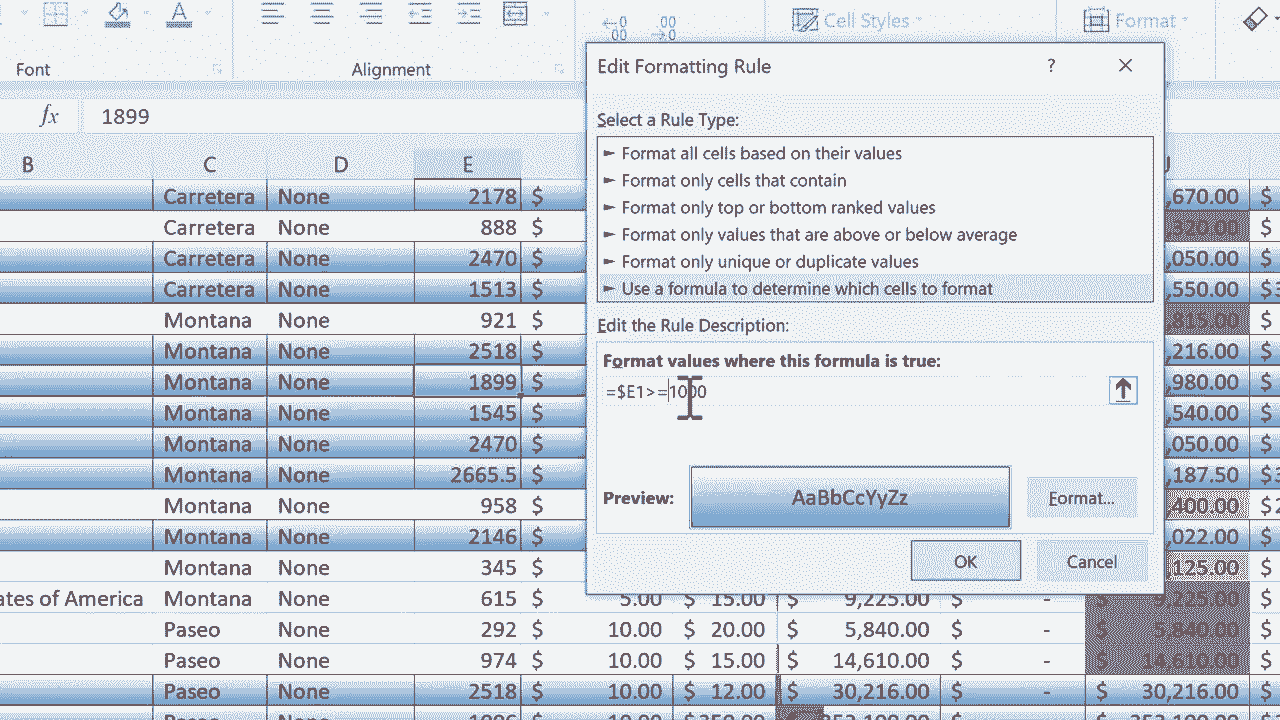 Cell Styles Format
Font Alignment
fx 1899
B C D E
Carretera None 2178 $ ,670.00 $
Carretera None 888 $ $
Carretera None 2470 $ ,050.00 $
Carretera None 1513 $ ,550.00 $3
Montana None 921 $ $
Montana None 2518 $ ,216.00 $
Montana None 1899 $ ,980.00 $
Montana None 1545 $ ,540.00 $
Montana None 2470 $ ,050.00 $
Montana None 2665.5 $ ,187.50 $3
Montana None 958 $ ,400.00 $2
Montana None 2146 $ ,022.00 $
Montana None 345 $ ,125.00 $
ates of America Montana None 615 $ 5.00 $ 15.00 $ 9,225.00 $ - $ 9,225.00 $
Paseo None 292 $ 10.00 $ 20.00 $ 5,840.00 $ - $ 5,840.00 $
Paseo None 974 $ 10.00 $ 15.00 $ 14,610.00 $ - $ 14,610.00 $
Paseo None 2518 $ 10.00 $ 12.00 $ 30,216.00 $ - $ 30,216.00 $
Edit Formatting Rule ?
Select a Rule Type:
► Format all cells based on their values
► Format only cells that contain
► Format only top or bottom ranked values
► Format only values that are above or below average
► Format only unique or duplicate values
► Use a formula to determine which cells to format
Edit the Rule Description:
Format values where this formula is true:
=$E1>=1000
Preview: AaBbCcYyZz Format...
OK Cancel